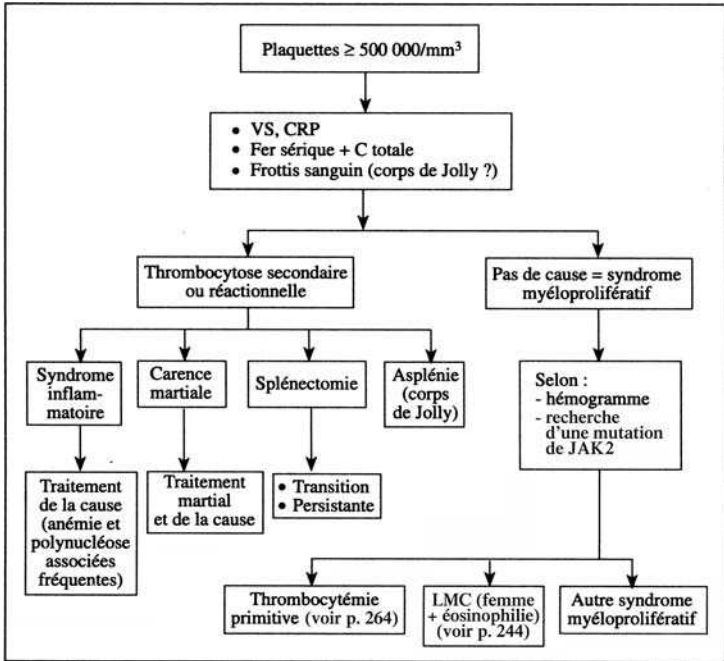 Plaquettes ≥ 500 000/mm³
• VS, CRP
• Fer sérique + C totale
• Frottis sanguin (corps de Jolly ?)
Thrombocytose secondaire
ou réactionnelle
Pas de cause = syndrome
myéloprolifératif
Syndrome
inflam-
matoire
Carence
martiale
Splénectomie
Asplénie
(corps
de Jolly)
Selon :
- hémogramme
- recherche
d'une mutation
de JAK2
Traitement
de la cause
(anémie et
polynucléose
associées
fréquentes)
Traitement
martial
et de la cause
• Transition
• Persistante
Thrombocytémie
primitive (voir p. 264)
LMC (femme
+ éosinophilie)
(voir p. 244)
Autre syndrome
myéloprolifératif